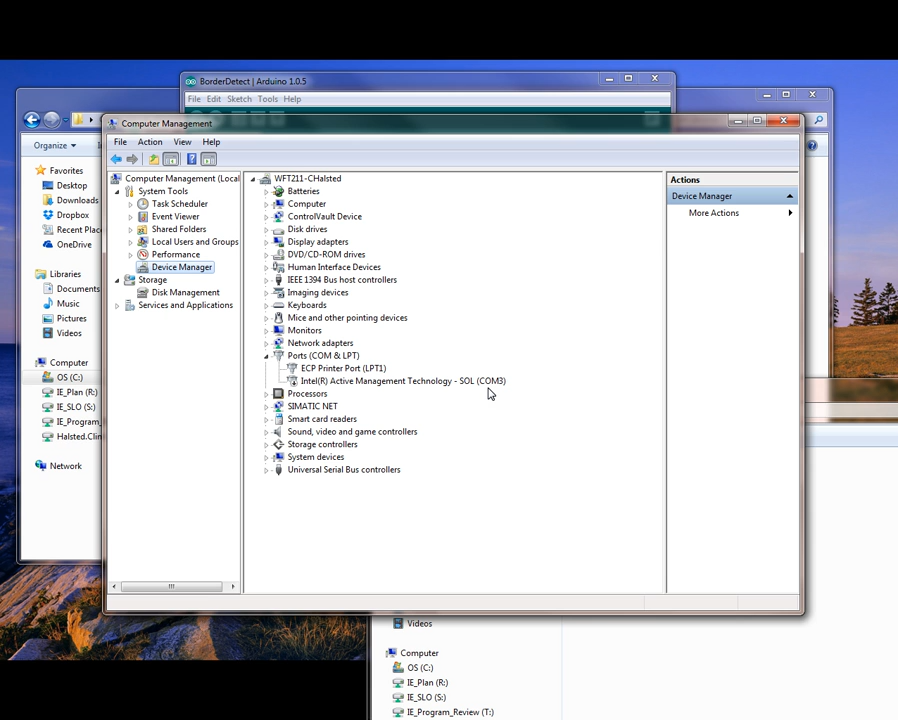 BorderDetect | Arduino 1.0.5
File Edit Sketch Tools Help
Organize
Favorites
Desktop
Downloads
Dropbox
Recent Plac
OneDrive
Libraries
Documents
Music
Pictures
Videos
Computer
OS (C:)
IE_Plan (R:)
IE_SLO (S:)
IE_Program_
Halsted.Clin
Network
Computer Management
File Action View Help
Computer Management (Local
System Tools
Task Scheduler
Event Viewer
Shared Folders
Local Users and Groups
Performance
Device Manager
Storage
Disk Management
Services and Applications
WFT211-CHalsted
Batteries
Computer
ControlVault Device
Disk drives
Display adapters
DVD/CD-ROM drives
Human Interface Devices
IEEE 1394 Bus host controllers
Imaging devices
Keyboards
Mice and other pointing devices
Monitors
Network adapters
Ports (COM & LPT)
ECP Printer Port (LPT1)
Intel(R) Active Management Technology - SOL (COM3)
Processors
SIMATIC NET
Smart card readers
Sound, video and game controllers
Storage controllers
System devices
Universal Serial Bus controllers
Actions
Device Manager
More Actions
Videos
Computer
OS (C:)
IE_Plan (R:)
IE_SLO (S:)
IE_Program_Review (T:)